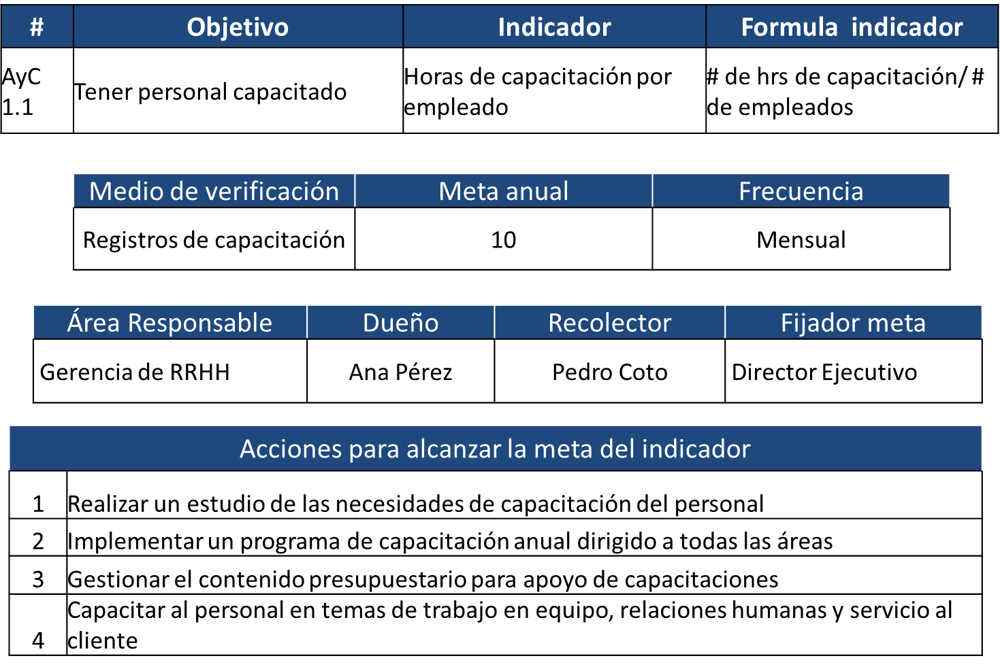 # Objetivo Indicador Formula indicador
AyC
1.1
Tener personal capacitado
Horas de capacitación por
empleado
# de hrs de capacitación/ #
de empleados
Medio de verificación Meta anual Frecuencia
Registros de capacitación 10 Mensual
Área Responsable Dueño Recolector Fijador meta
Gerencia de RRHH Ana Pérez Pedro Coto Director Ejecutivo
Acciones para alcanzar la meta del indicador
1 Realizar un estudio de las necesidades de capacitación del personal
2 Implementar un programa de capacitación anual dirigido a todas las áreas
3 Gestionar el contenido presupuestario para apoyo de capacitaciones
4 Capacitar al personal en temas de trabajo en equipo, relaciones humanas y servicio al
cliente